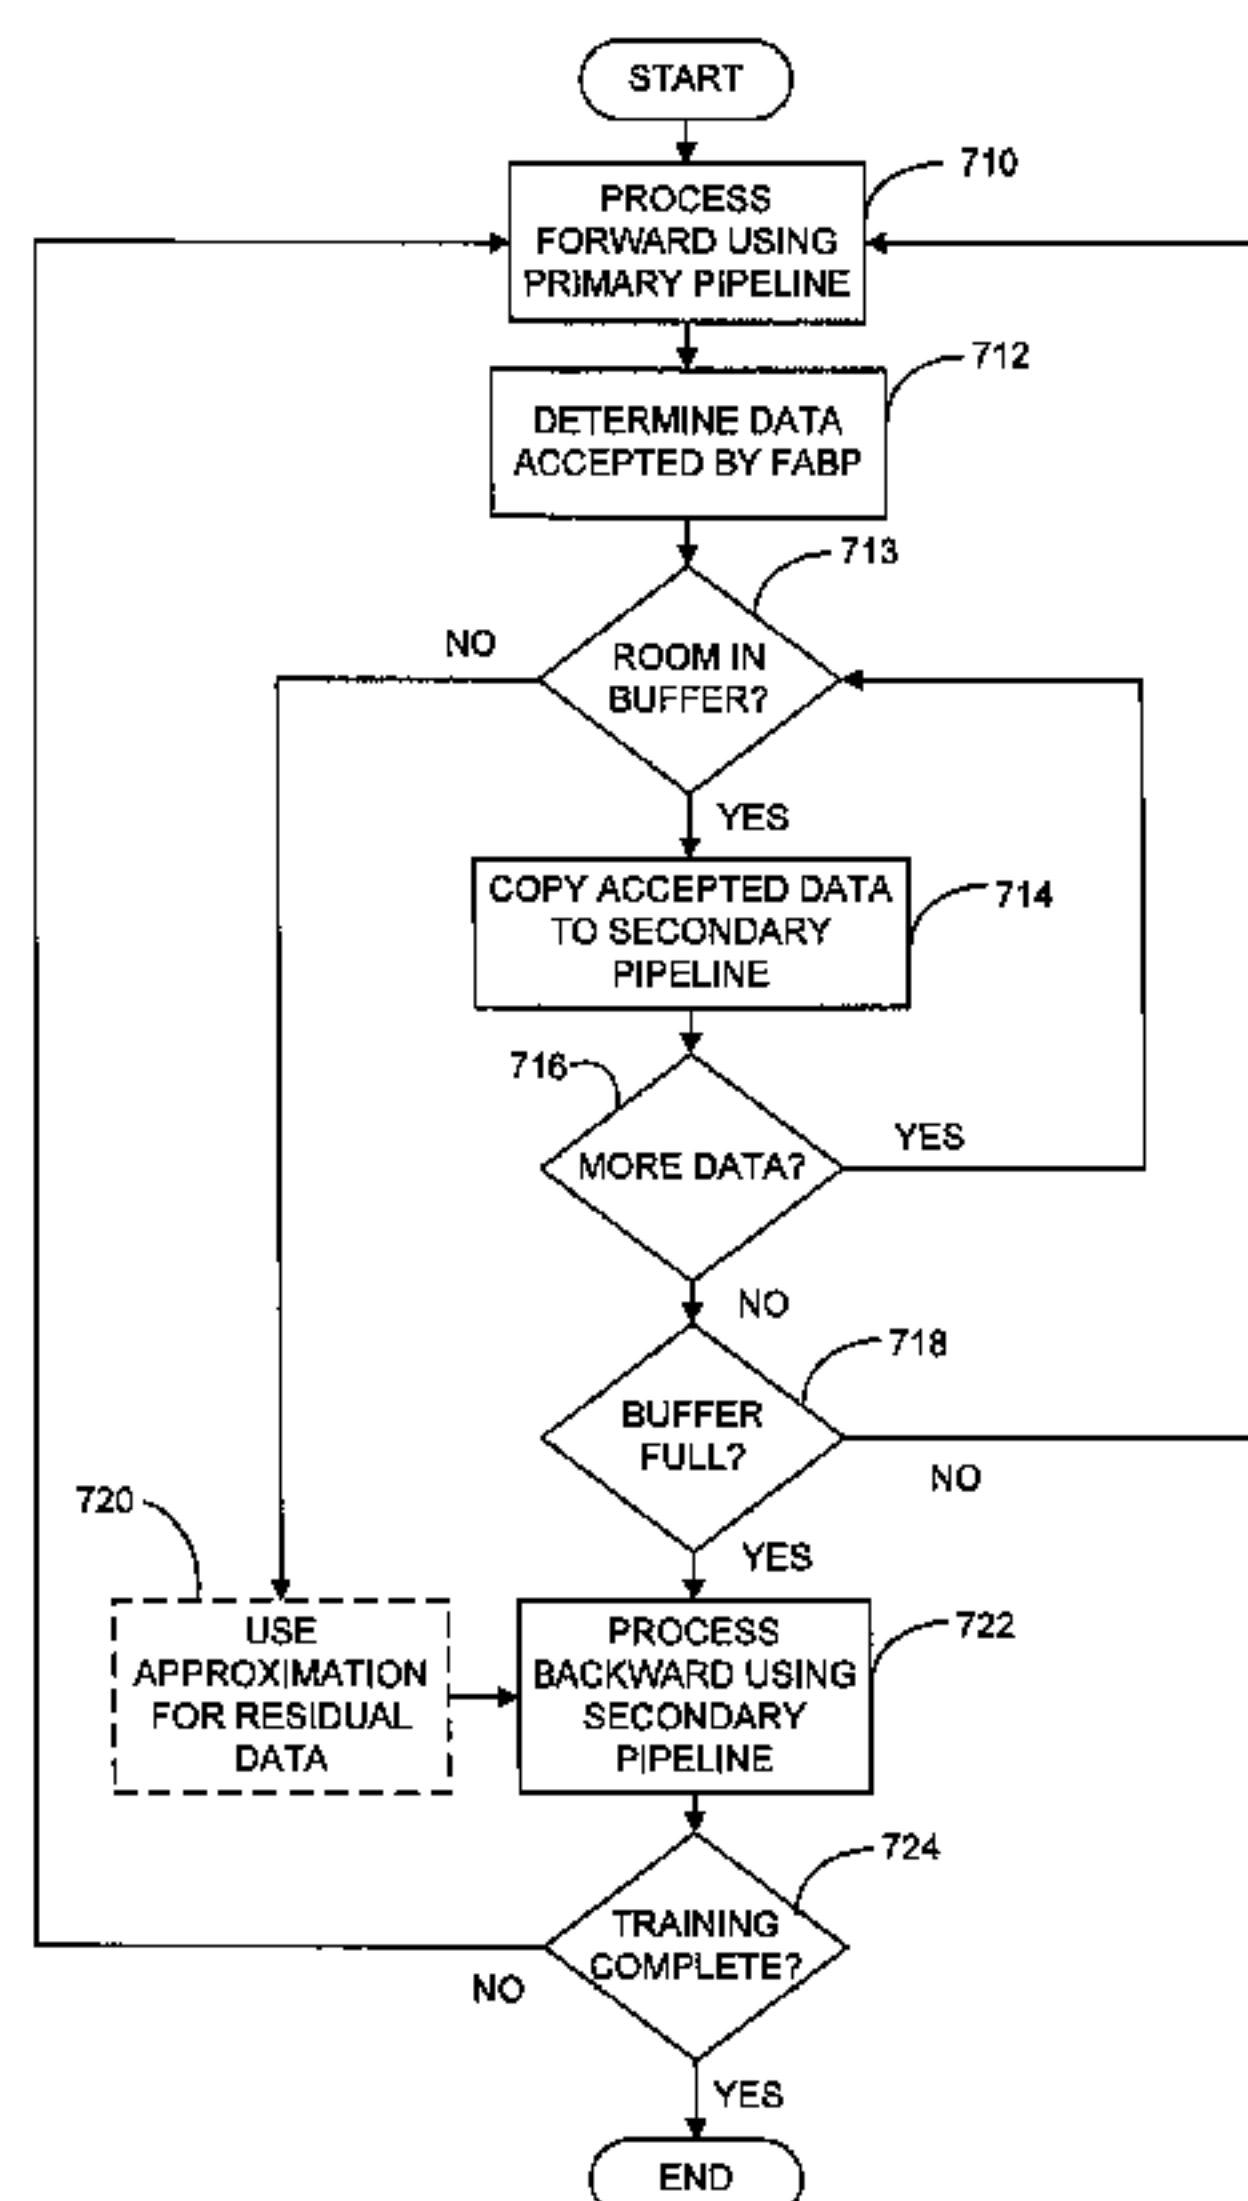 START
710
PROCESS
FORWARD USING
PRIMARY PIPELINE
712
DETERMINE DATA
ACCEPTED BY FABP
713
NO
ROOM IN
BUFFER?
YES
COPY ACCEPTED DATA
TO SECONDARY
PIPELINE
714
716
MORE DATA?
YES
NO
718
BUFFER
FULL?
NO
720
YES
USE
APPROXIMATION
FOR RESIDUAL
DATA
PROCESS
BACKWARD USING
SECONDARY
PIPELINE
722
724
TRAINING
COMPLETE?
NO
YES
END